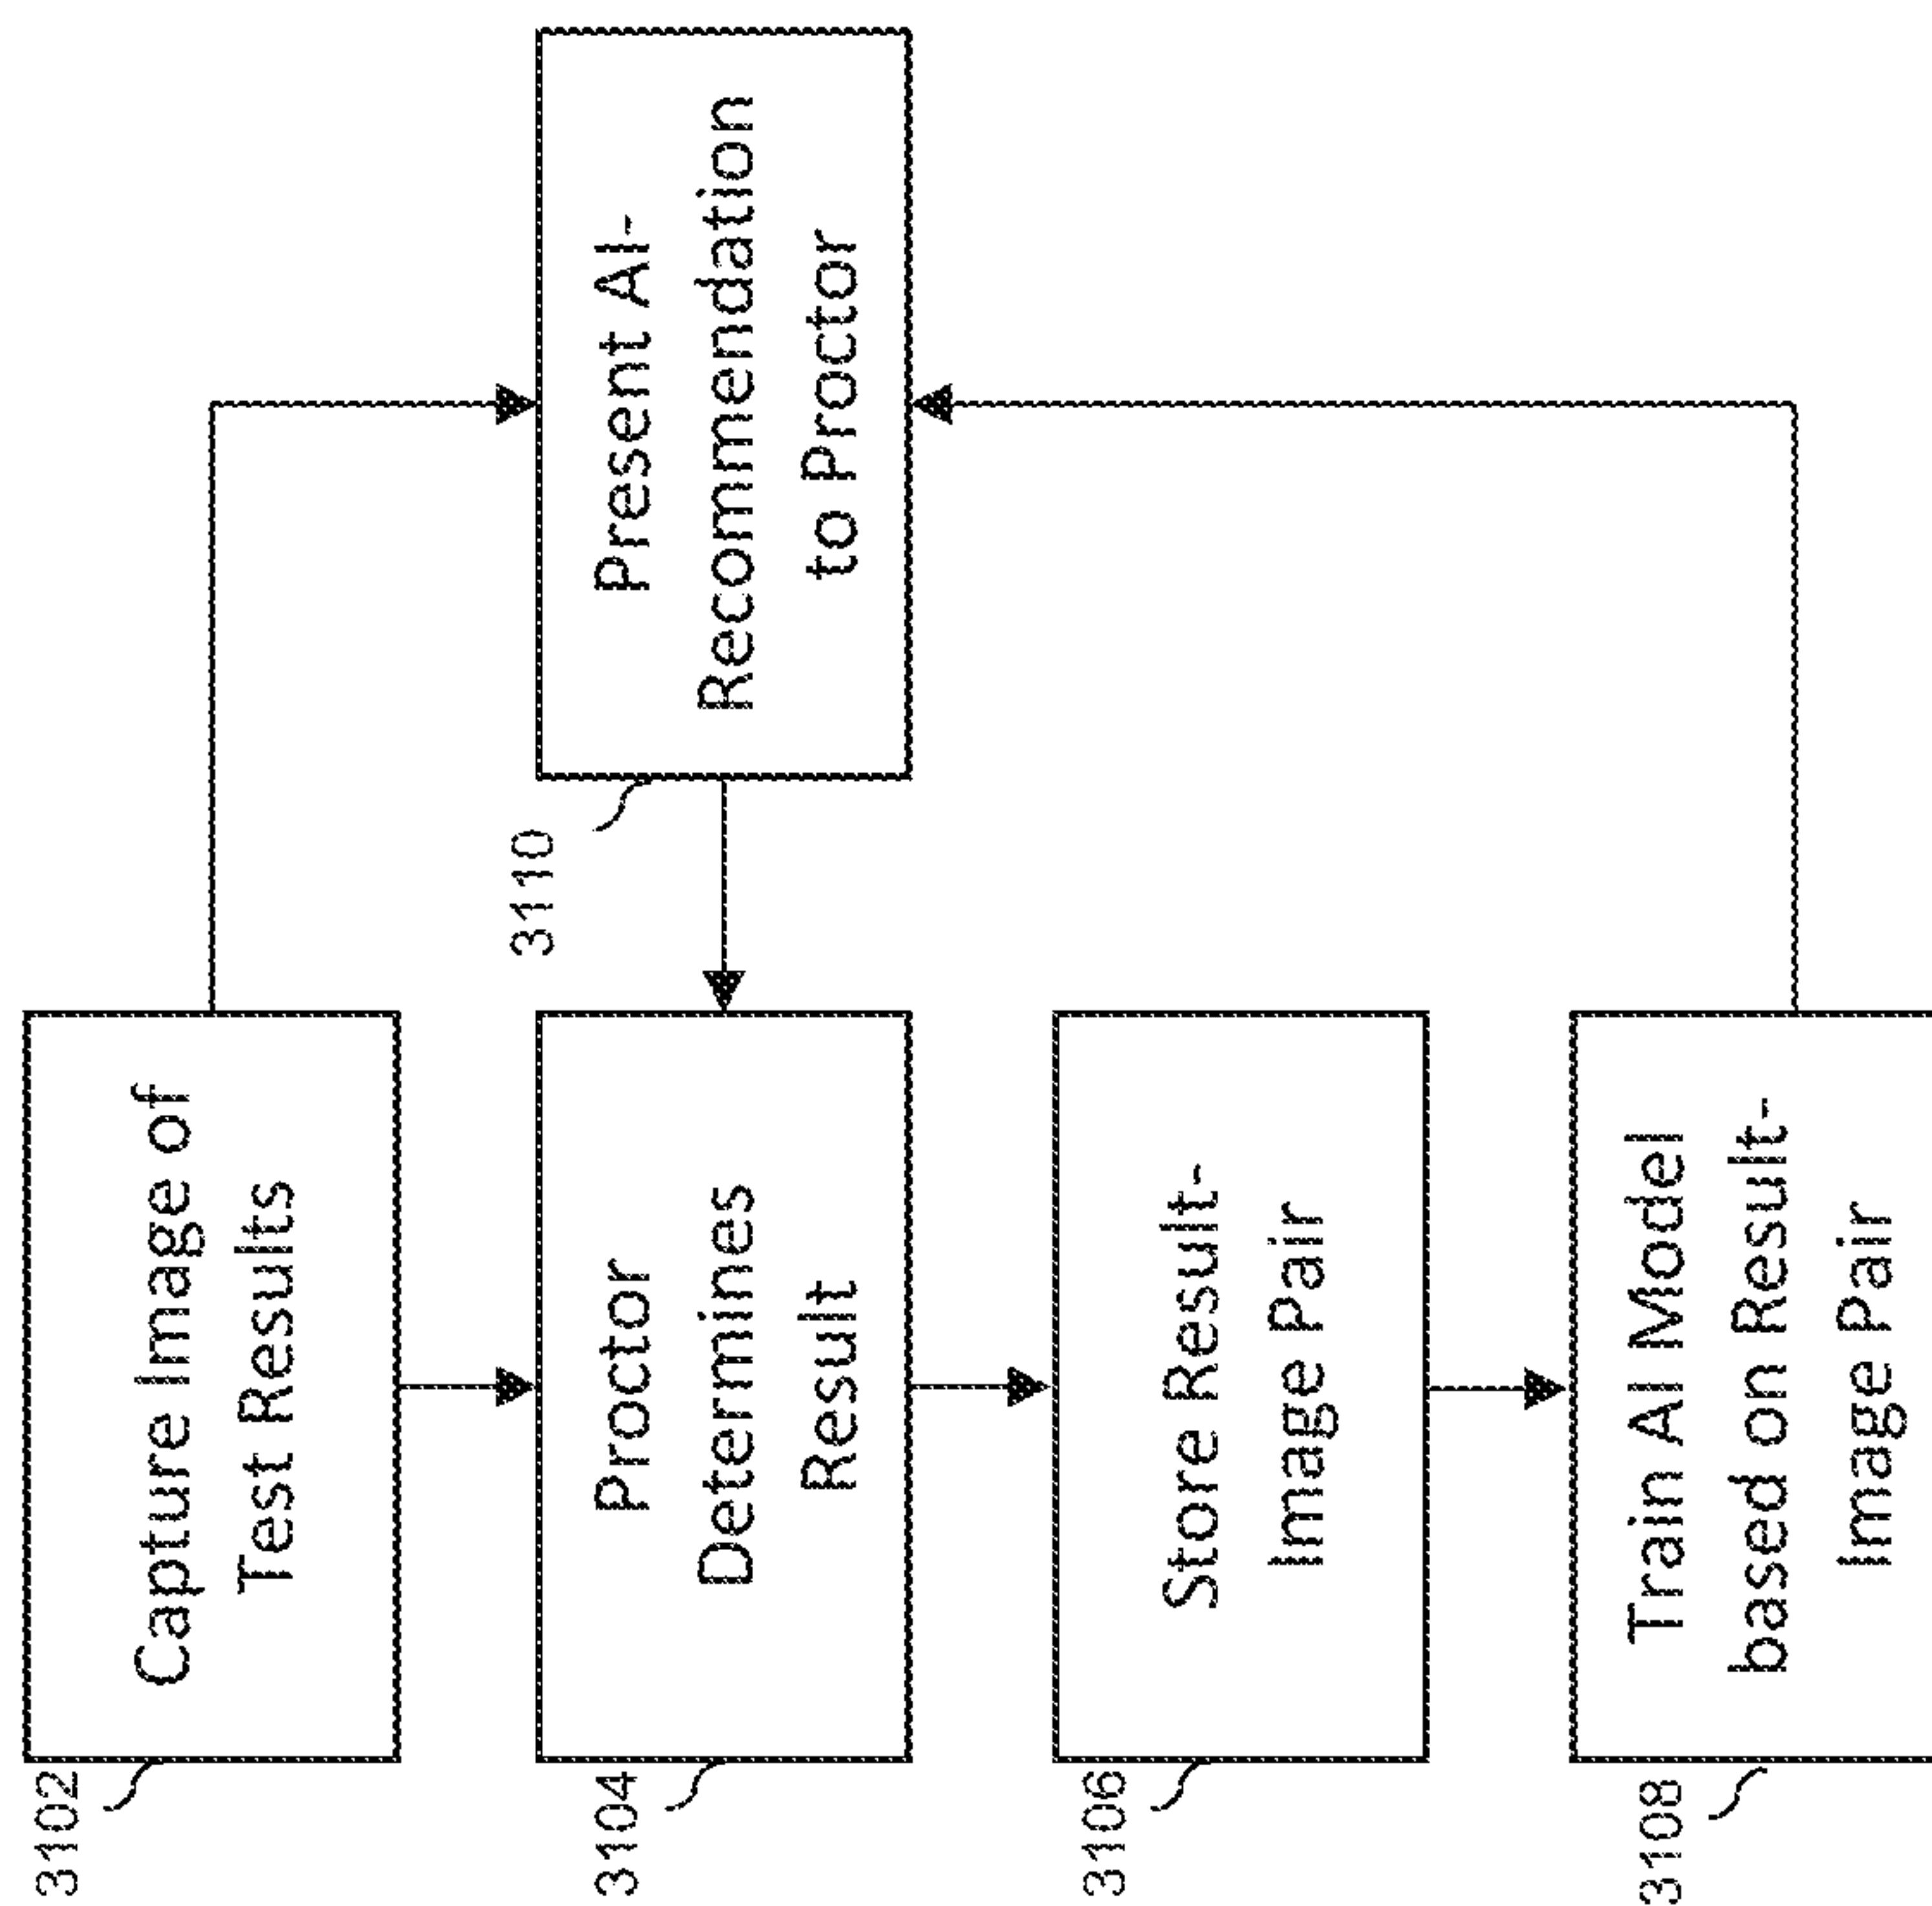 3102
Capture Image of
Test Results
3104
Proctor
Determines
Result
3110
Present AI-
Recommendation
to Proctor
3106
Store Result-
Image Pair
3108
Train AI Model
based on Result-
Image Pair